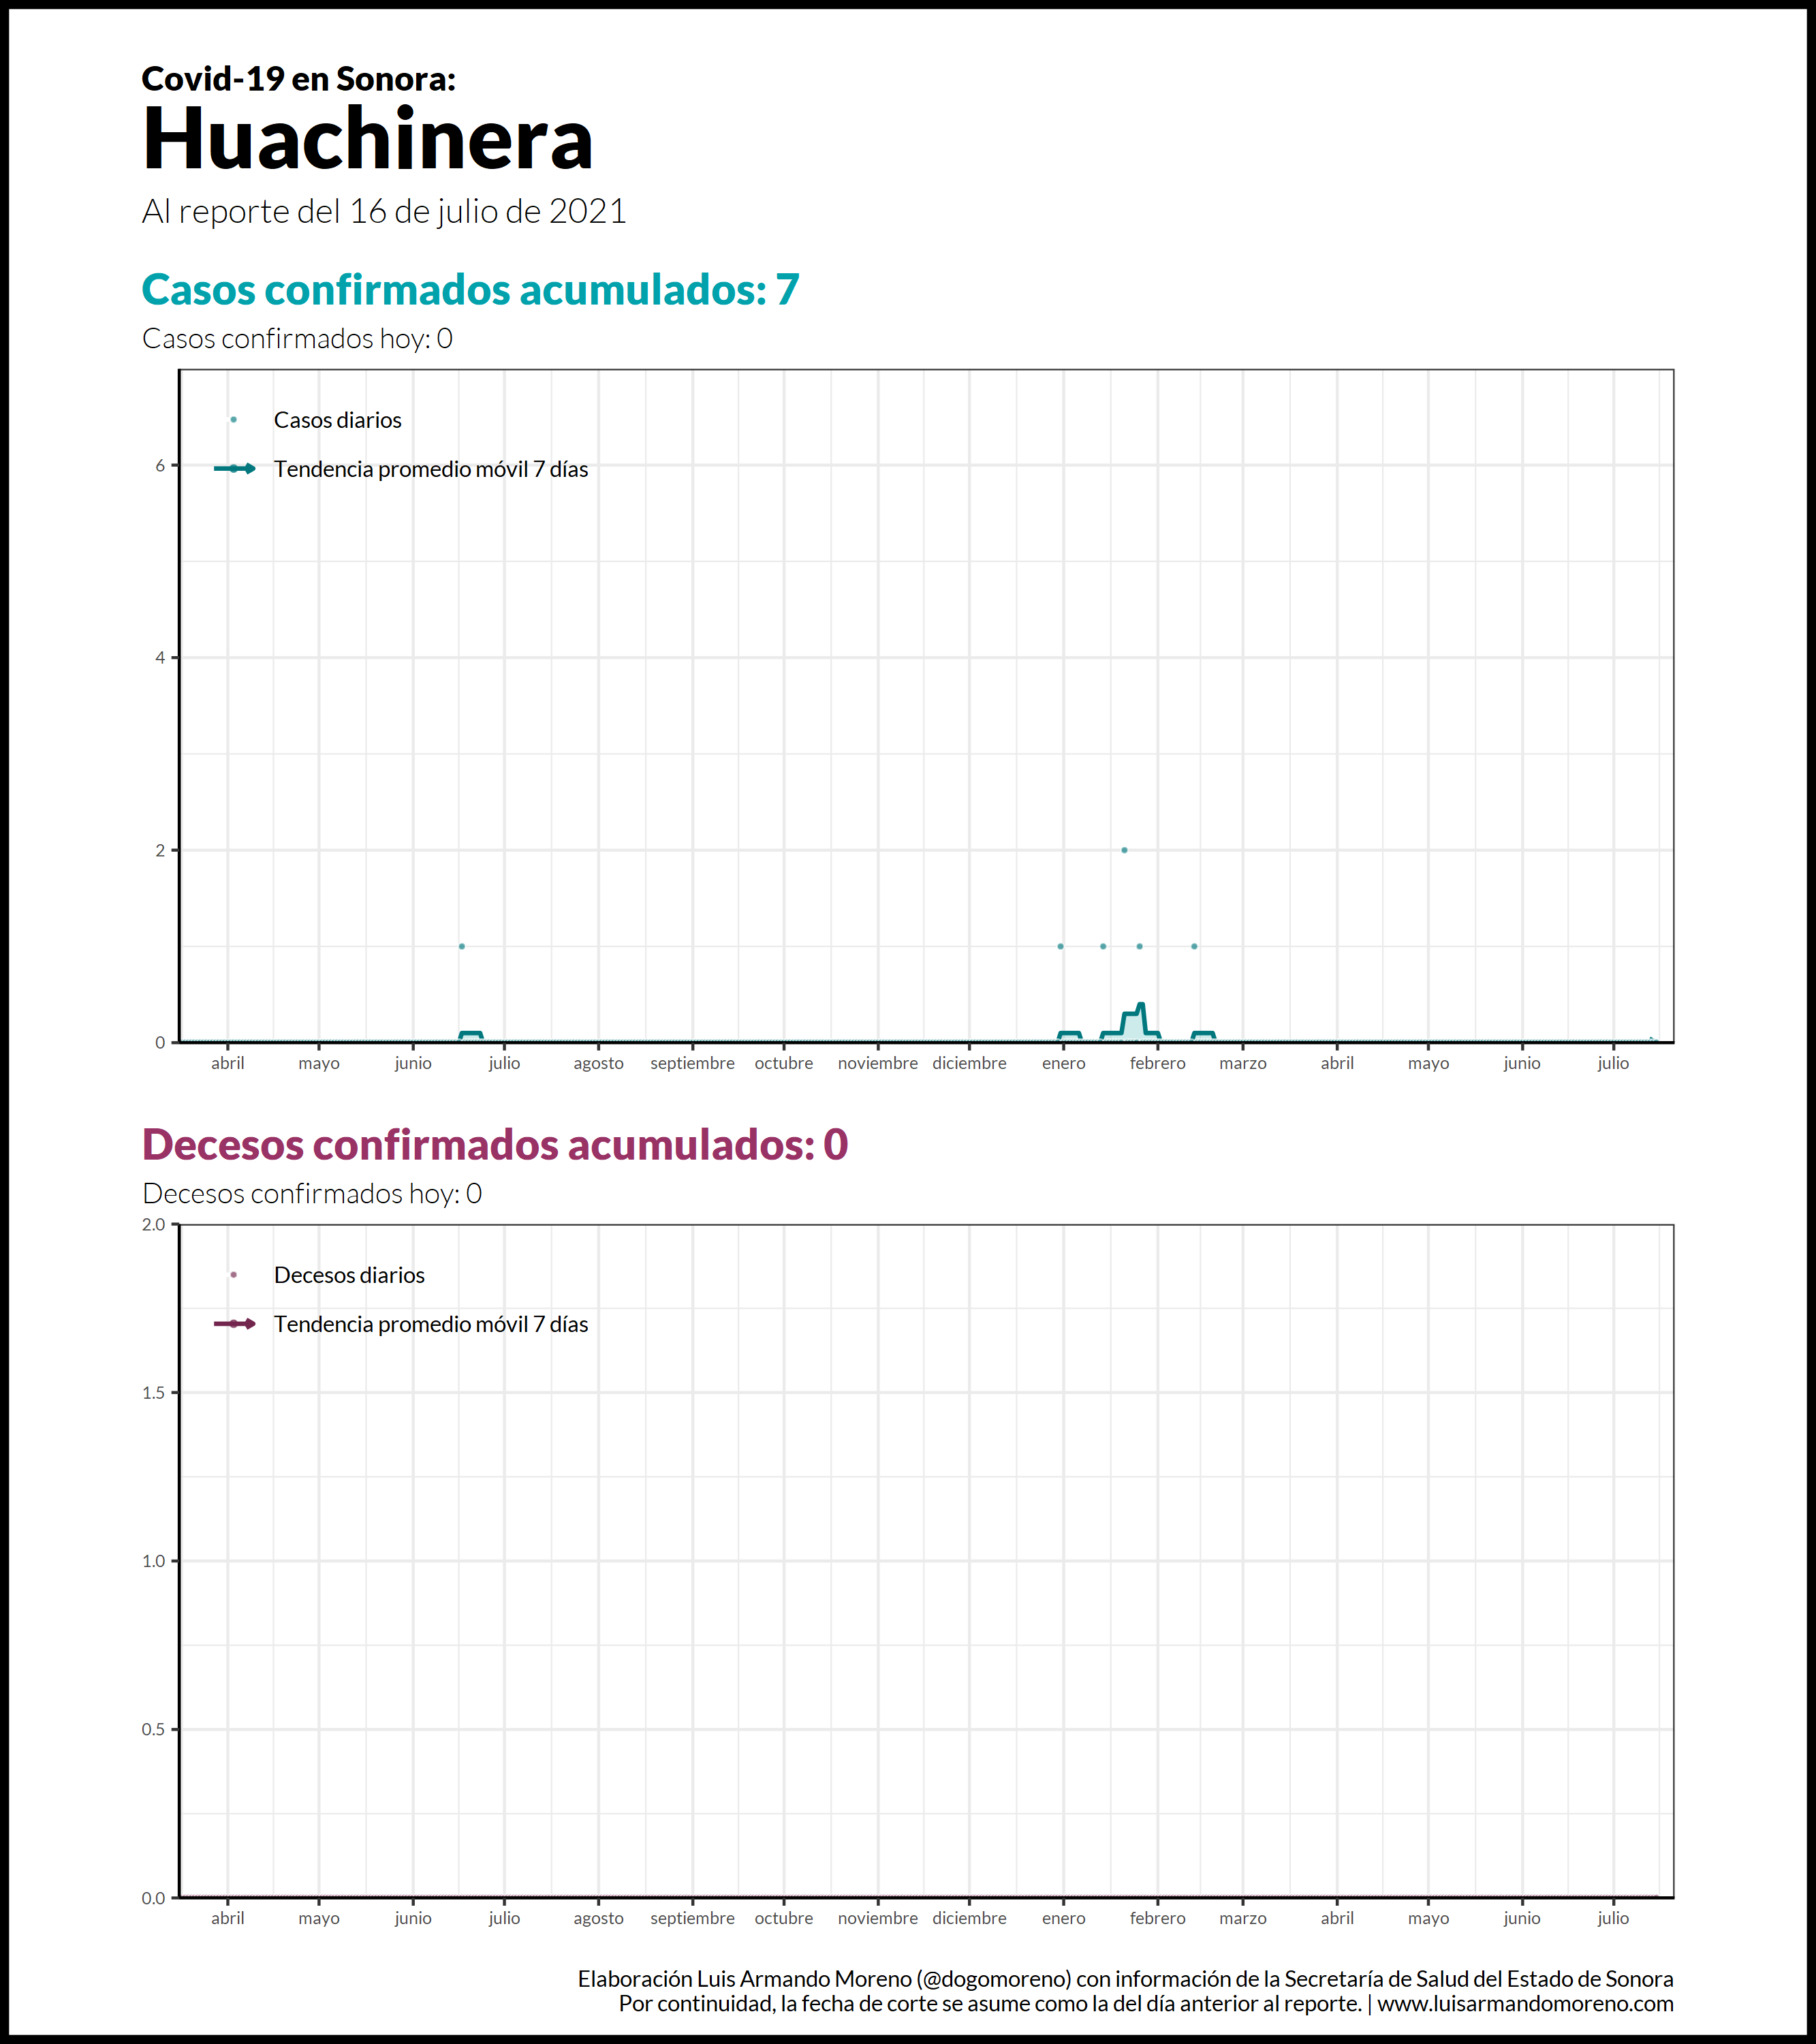 Covid-19 en Sonora:
Huachinera
Al reporte del 16 de julio de 2021
Casos confirmados acumulados: 7
Casos confirmados hoy: 0
Casos diarios
Tendencia promedio móvil 7 días
6
4
2
0
abril mayo junio julio agosto septiembre octubre noviembre diciembre enero febrero marzo abril mayo junio julio
Decesos confirmados acumulados: 0
Decesos confirmados hoy: 0
2.0
Decesos diarios
Tendencia promedio móvil 7 días
1.5
1.0
0.5
0.0
abril mayo junio julio agosto septiembre octubre noviembre diciembre enero febrero marzo abril mayo junio julio
Elaboración Luis Armando Moreno (@dogomoreno) con información de la Secretaría de Salud del Estado de Sonora
Por continuidad, la fecha de corte se asume como la del día anterior al reporte. | www.luisarmandomoreno.com